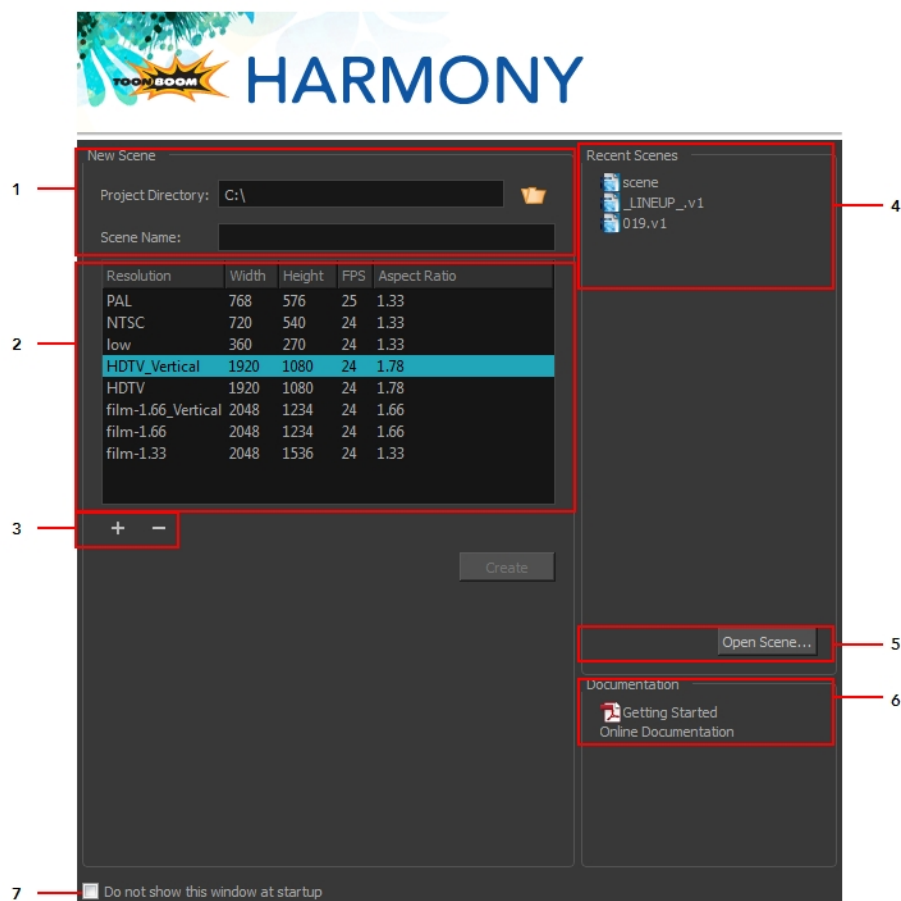 TOON BOOM HARMONY
New Scene
1
Project Directory: C:\
Scene Name:
Resolution Width Height FPS Aspect Ratio
2
PAL 768 576 25 1.33
NTSC 720 540 24 1.33
low 360 270 24 1.33
HDTV_Vertical 1920 1080 24 1.78
HDTV 1920 1080 24 1.78
film-1.66_Vertical 2048 1234 24 1.66
film-1.66 2048 1234 24 1.66
film-1.33 2048 1536 24 1.33
3
+ −
Create
Recent Scenes
scene
_LINEUP_.v1
019.v1
4
Open Scene...
5
Documentation
Getting Started
Online Documentation
6
7
Do not show this window at startup